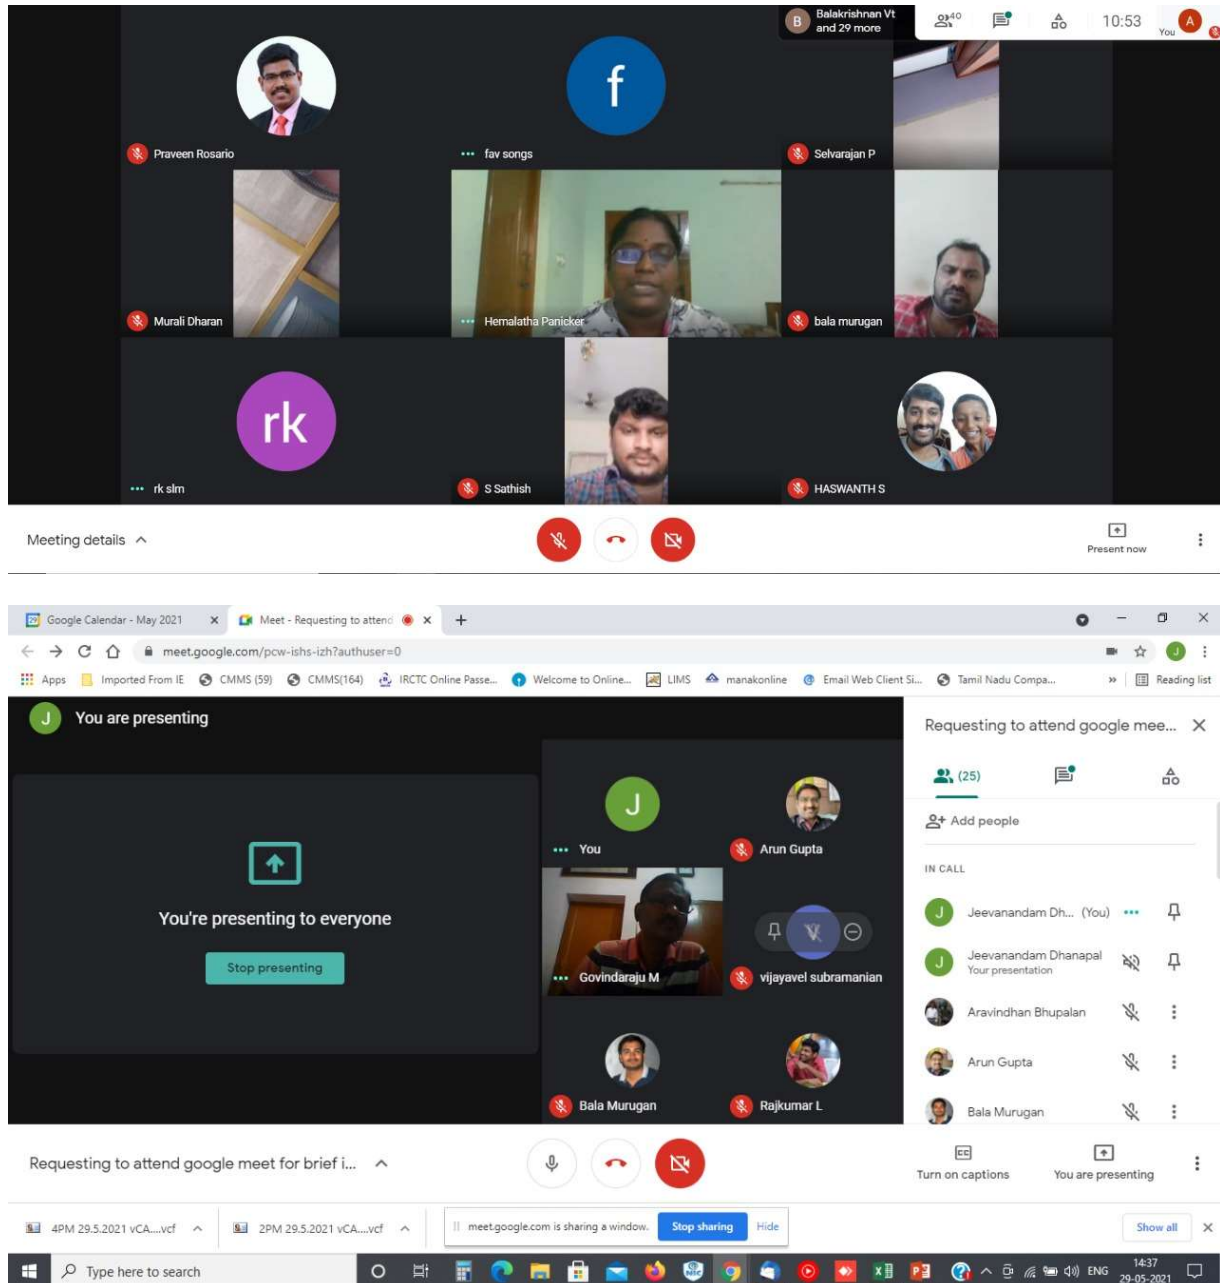 B Balakrishnan Vt
and 29 more
40
10:53
You
A
Praveen Rosario
f
fav songs
Selvarajan P
Murali Dharan
Hemalatha Panicker
bala murugan
rk
rk slm
S Sathish
HASWANTH S
Meeting details
Present now
Google Calendar - May 2021
Meet - Requesting to attend
meet.google.com/pcw-ishs-izh?authuser=0
J
Apps Imported From IE CMMS (59) CMMS(164) IRCTC Online Passe... Welcome to Online... LIMS manakonline Email Web Client Si... Tamil Nadu Compa... » Reading list
J You are presenting
Requesting to attend google mee...
(25)
Add people
IN CALL
J
You
Arun Gupta
You're presenting to everyone
Stop presenting
Govindaraju M
vijayavel subramanian
Bala Murugan
Rajkumar L
J Jeevanandam Dh... (You)
J Jeevanandam Dhanapal
Your presentation
Aravindhan Bhupalan
Arun Gupta
Bala Murugan
Requesting to attend google meet for brief i...
CC
Turn on captions
You are presenting
4PM 29.5.2021 vCA....vcf
2PM 29.5.2021 vCA....vcf
meet.google.com is sharing a window. Stop sharing Hide
Show all
Type here to search
ENG
14:37
29-05-2021